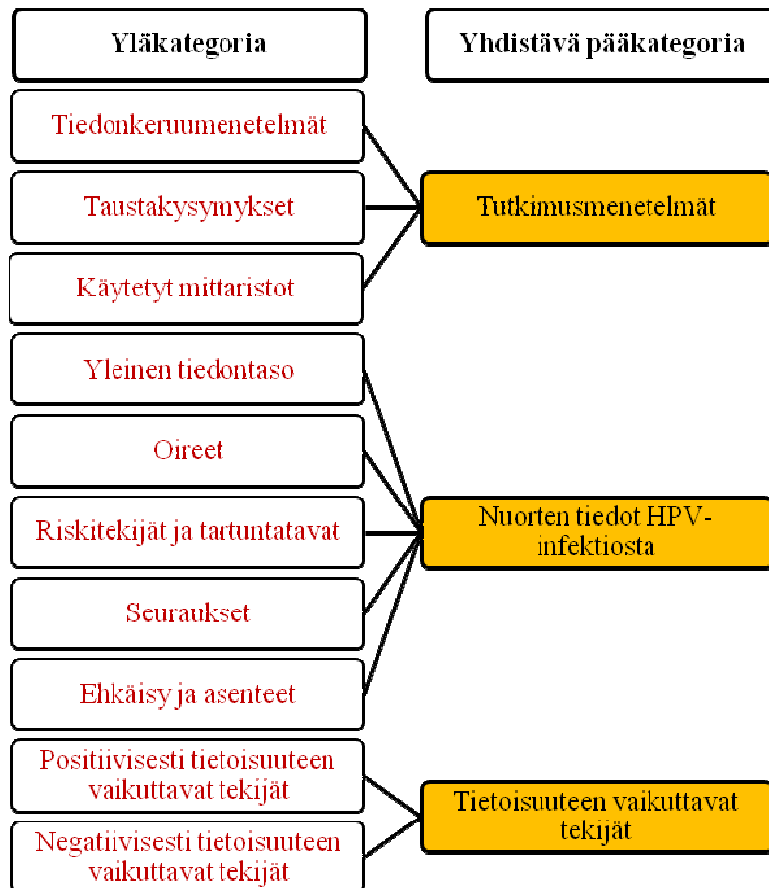 Yläkategoria
Yhdistävä pääkategoria
Tiedonkeruumenetelmät
Taustakysymykset
Käytetyt mittaristot
Tutkimusmenetelmät
Yleinen tiedontaso
Oireet
Riskitekijät ja tartuntatavat
Seuraukset
Ehkäisy ja asenteet
Nuorten tiedot HPV-
infektiosta
Positiivisesti tietoisuuteen
vaikuttavat tekijät
Negatiivisesti tietoisuuteen
vaikuttavat tekijät
Tietoisuuteen vaikuttavat
tekijät